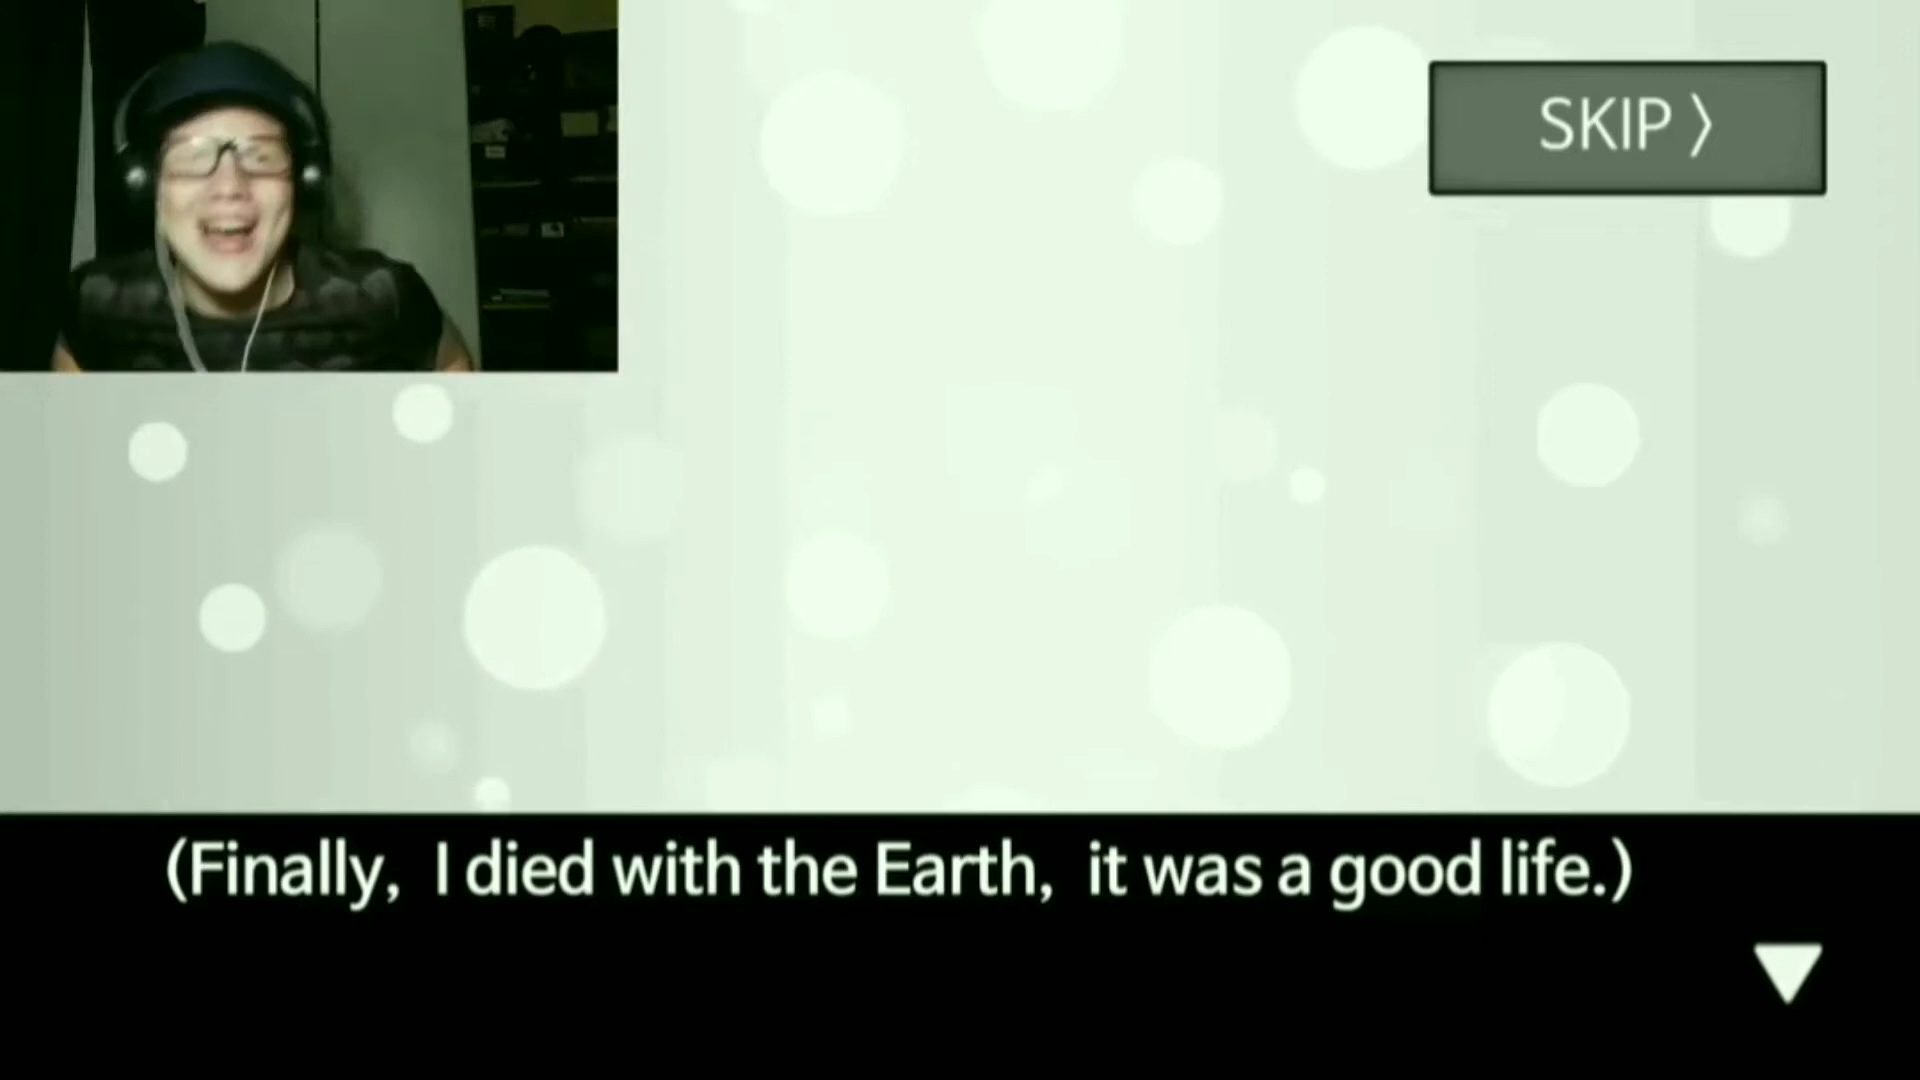 SKIP 〉
(Finally, I died with the Earth, it was a good life.)